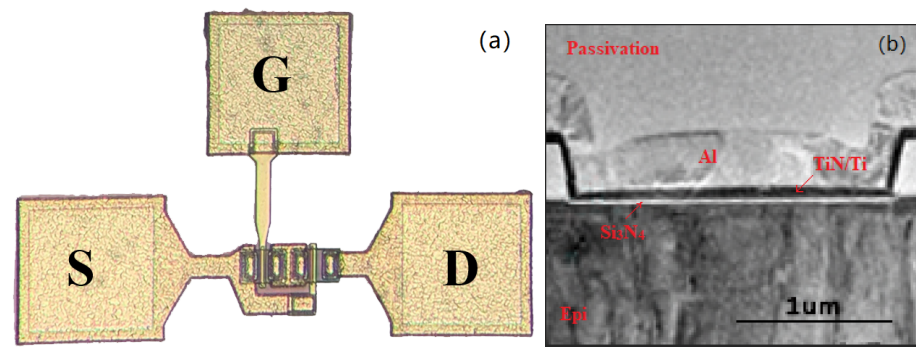 (a)
G
S
D
(b)
Passivation
Al
TiN/Ti
Si₃N₄
Epi
1um